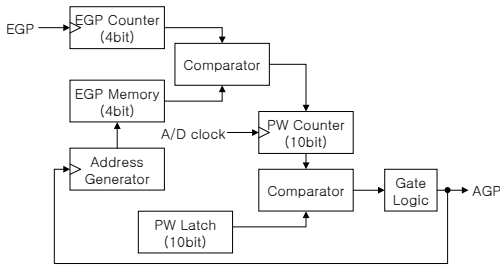 EGP
EGP Counter
(4bit)
Comparator
EGP Memory
(4bit)
A/D clock
PW Counter
(10bit)
Address
Generator
Comparator
Gate
Logic
AGP
PW Latch
(10bit)